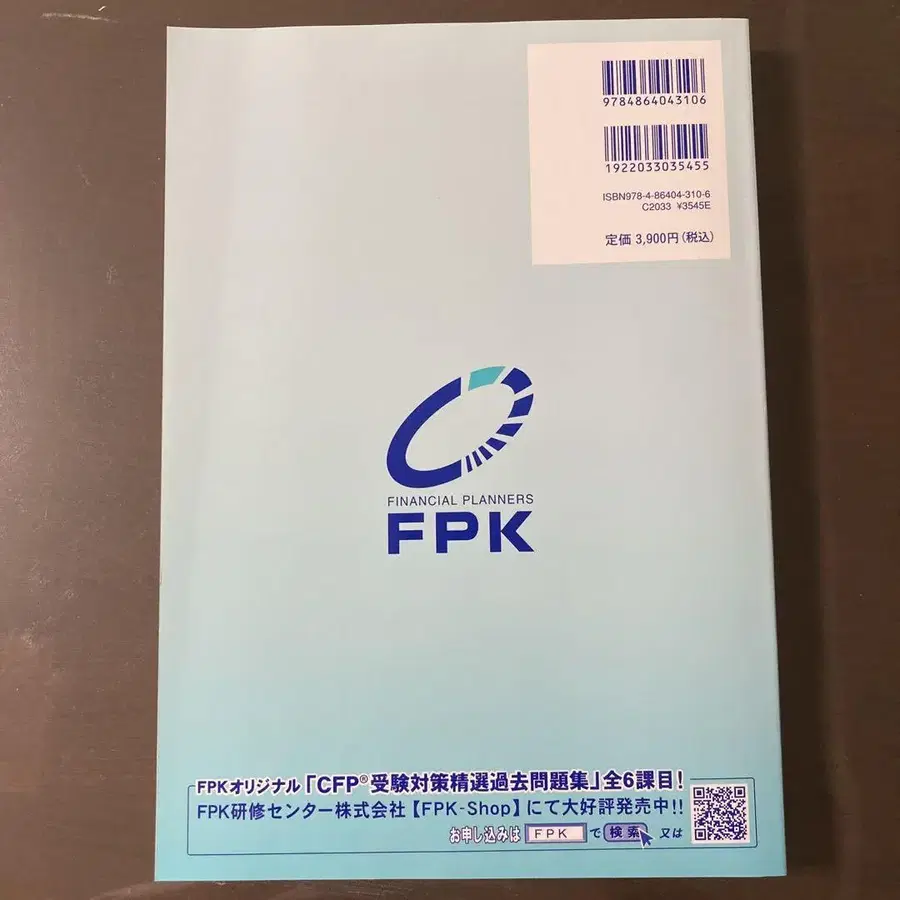 9784864043106
1922033035455
ISBN978-4-86404-310-6
C2033 ¥3545E
定価 3,900円(税込)
FINANCIAL PLANNERS
FPK
FPKオリジナル「CFP®受験対策精選過去問題集」全6課目!
FPK研修センター株式会社【FPK-Shop】にて大好評発売中!!
お申し込みは FPK で 検索 又は